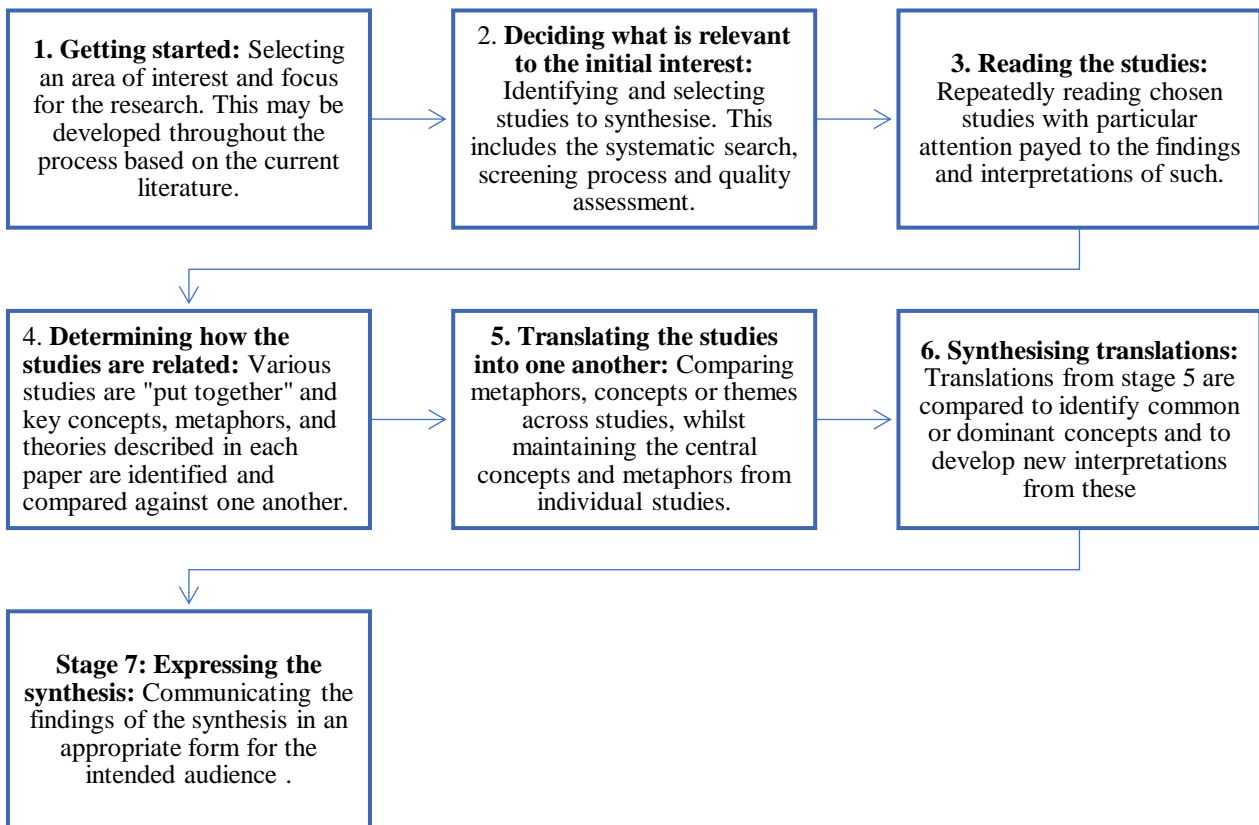 1. Getting started: Selecting
an area of interest and focus
for the research. This may be
developed throughout the
process based on the current
literature.
2. Deciding what is relevant
to the initial interest:
Identifying and selecting
studies to synthesise. This
includes the systematic search,
screening process and quality
assessment.
3. Reading the studies:
Repeatedly reading chosen
studies with particular
attention payed to the findings
and interpretations of such.
4. Determining how the
studies are related: Various
studies are "put together" and
key concepts, metaphors, and
theories described in each
paper are identified and
compared against one another.
5. Translating the studies
into one another: Comparing
metaphors, concepts or themes
across studies, whilst
maintaining the central
concepts and metaphors from
individual studies.
6. Synthesising translations:
Translations from stage 5 are
compared to identify common
or dominant concepts and to
develop new interpretations
from these
Stage 7: Expressing the
synthesis: Communicating the
findings of the synthesis in an
appropriate form for the
intended audience .